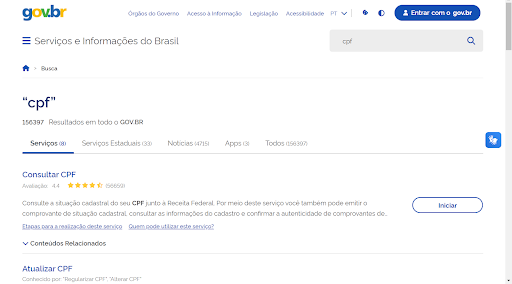 gov.br
Órgãos do Governo Acesso à Informação Legislação Acessibilidade PT Entrar com o gov.br
Serviços e Informações do Brasil cpf
Busca
“cpf”
156397 Resultados em todo o GOV.BR
Serviços (8) Serviços Estaduais (33) Notícias (4715) Apps (3) Todos (156397)
Consultar CPF
Avaliação: 4.4 (56659)
Consulte a situação cadastral do seu CPF junto à Receita Federal. Por meio deste serviço você também pode emitir o
comprovante de situação cadastral, consultar as informações do cadastro e confirmar a autenticidade de comprovantes de...
Iniciar
Etapas para a realização deste serviço Quem pode utilizar este serviço?
Conteúdos Relacionados
Atualizar CPF
Conhecido por: "Regularizar CPF", "Alterar CPF"